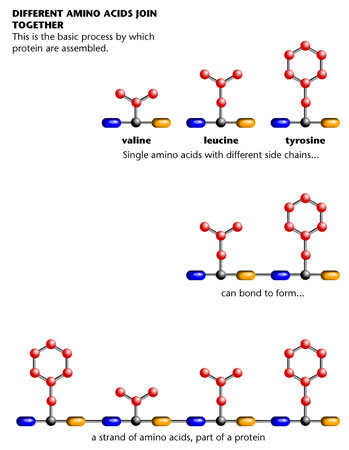 DIFFERENT AMINO ACIDS JOIN
TOGETHER
This is the basic process by which
protein are assembled.
valine leucine tyrosine
Single amino acids with different side chains...
can bond to form...
a strand of amino acids, part of a protein